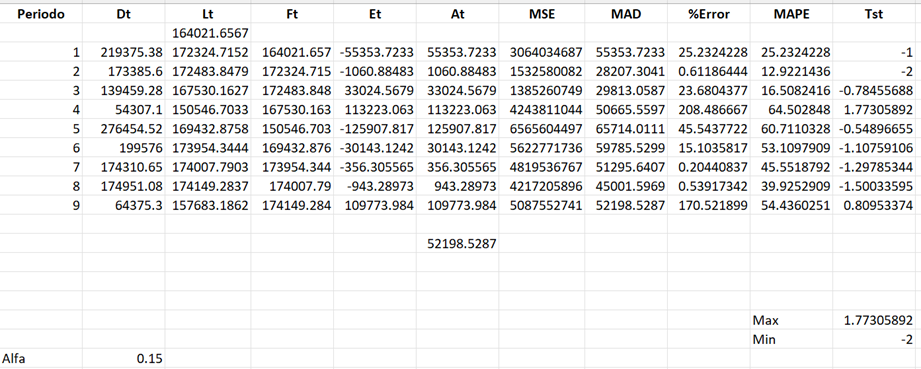 Periodo Dt Lt Ft Et At MSE MAD %Error MAPE Tst
164021.6567
1 219375.38 172324.7152 164021.657 -55353.7233 55353.7233 3064034687 55353.7233 25.2324228 25.2324228 -1
2 173385.6 172483.8479 172324.715 -1060.88483 1060.88483 1532580082 28207.3041 0.61186444 12.9221436 -2
3 139459.28 167530.1627 172483.848 33024.5679 33024.5679 1385260749 29813.0587 23.6804377 16.5082416 -0.78455688
4 54307.1 150546.7033 167530.163 113223.063 113223.063 4243811044 50665.5597 208.486667 64.502848 1.77305892
5 276454.52 169432.8758 150546.703 -125907.817 125907.817 6565604497 65714.0111 45.5437722 60.7110328 -0.54896655
6 199576 173954.3444 169432.876 -30143.1242 30143.1242 5622771736 59785.5299 15.1035817 53.1097909 -1.10759106
7 174310.65 174007.7903 173954.344 -356.305565 356.305565 4819536767 51295.6407 0.20440837 45.5518792 -1.29785344
8 174951.08 174149.2837 174007.79 -943.28973 943.28973 4217205896 45001.5969 0.53917342 39.9252909 -1.50033595
9 64375.3 157683.1862 174149.284 109773.984 109773.984 5087552741 52198.5287 170.521899 54.4360251 0.80953374
52198.5287
Max 1.77305892
Min -2
Alfa 0.15